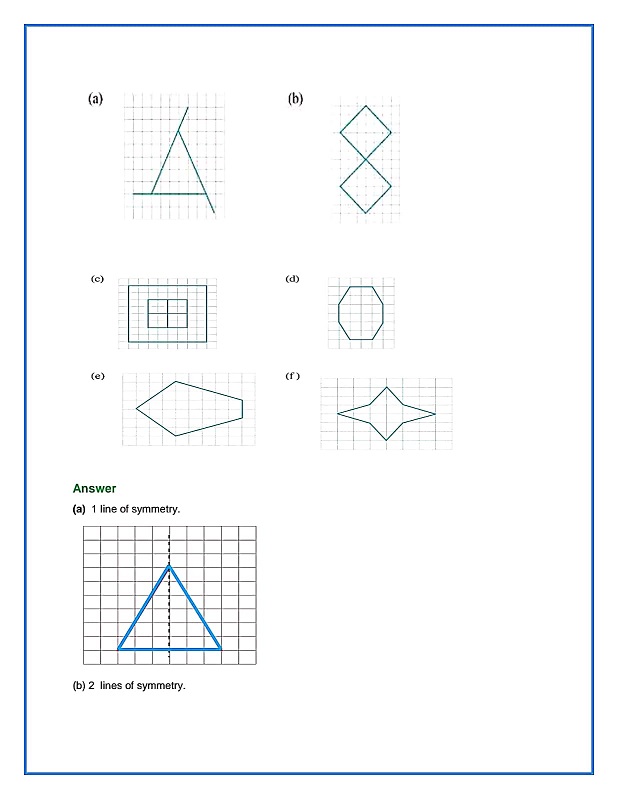 (a) (b)
(c) (d)
(e) (f)
Answer
(a) 1 line of symmetry.
(b) 2 lines of symmetry.